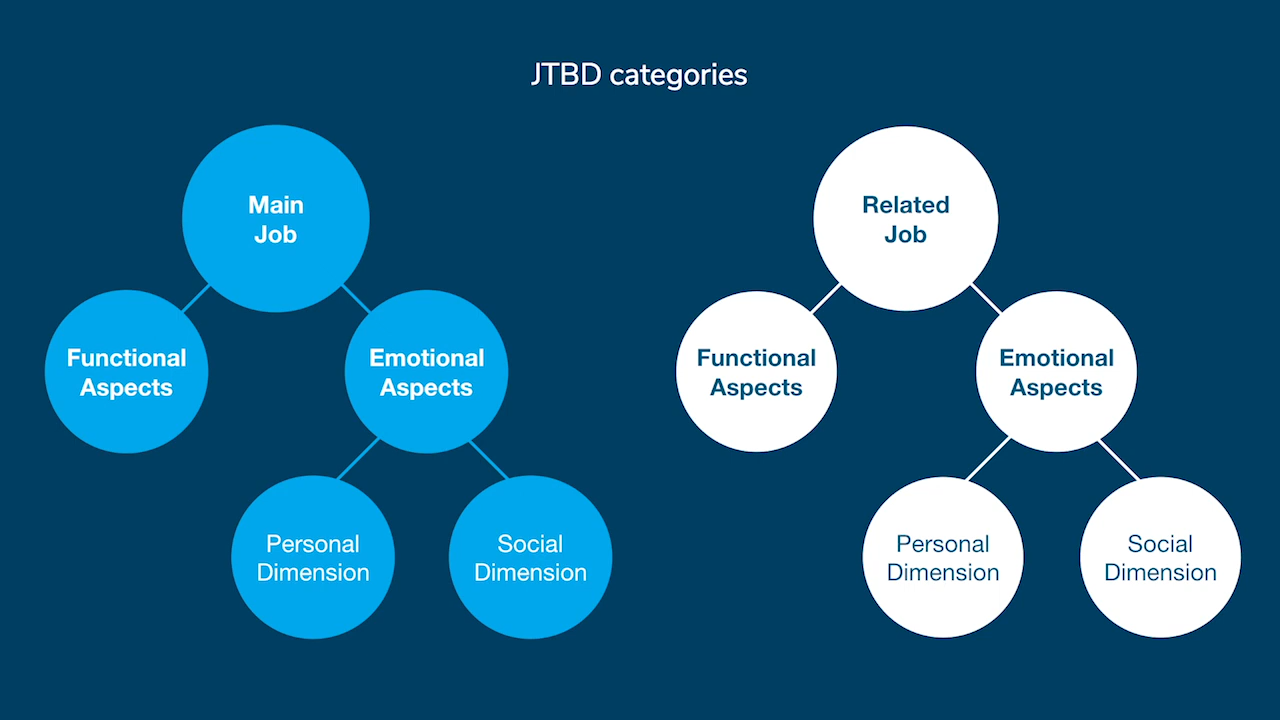 JTBD categories
Main
Job
Functional
Aspects
Emotional
Aspects
Personal
Dimension
Social
Dimension
Related
Job
Functional
Aspects
Emotional
Aspects
Personal
Dimension
Social
Dimension